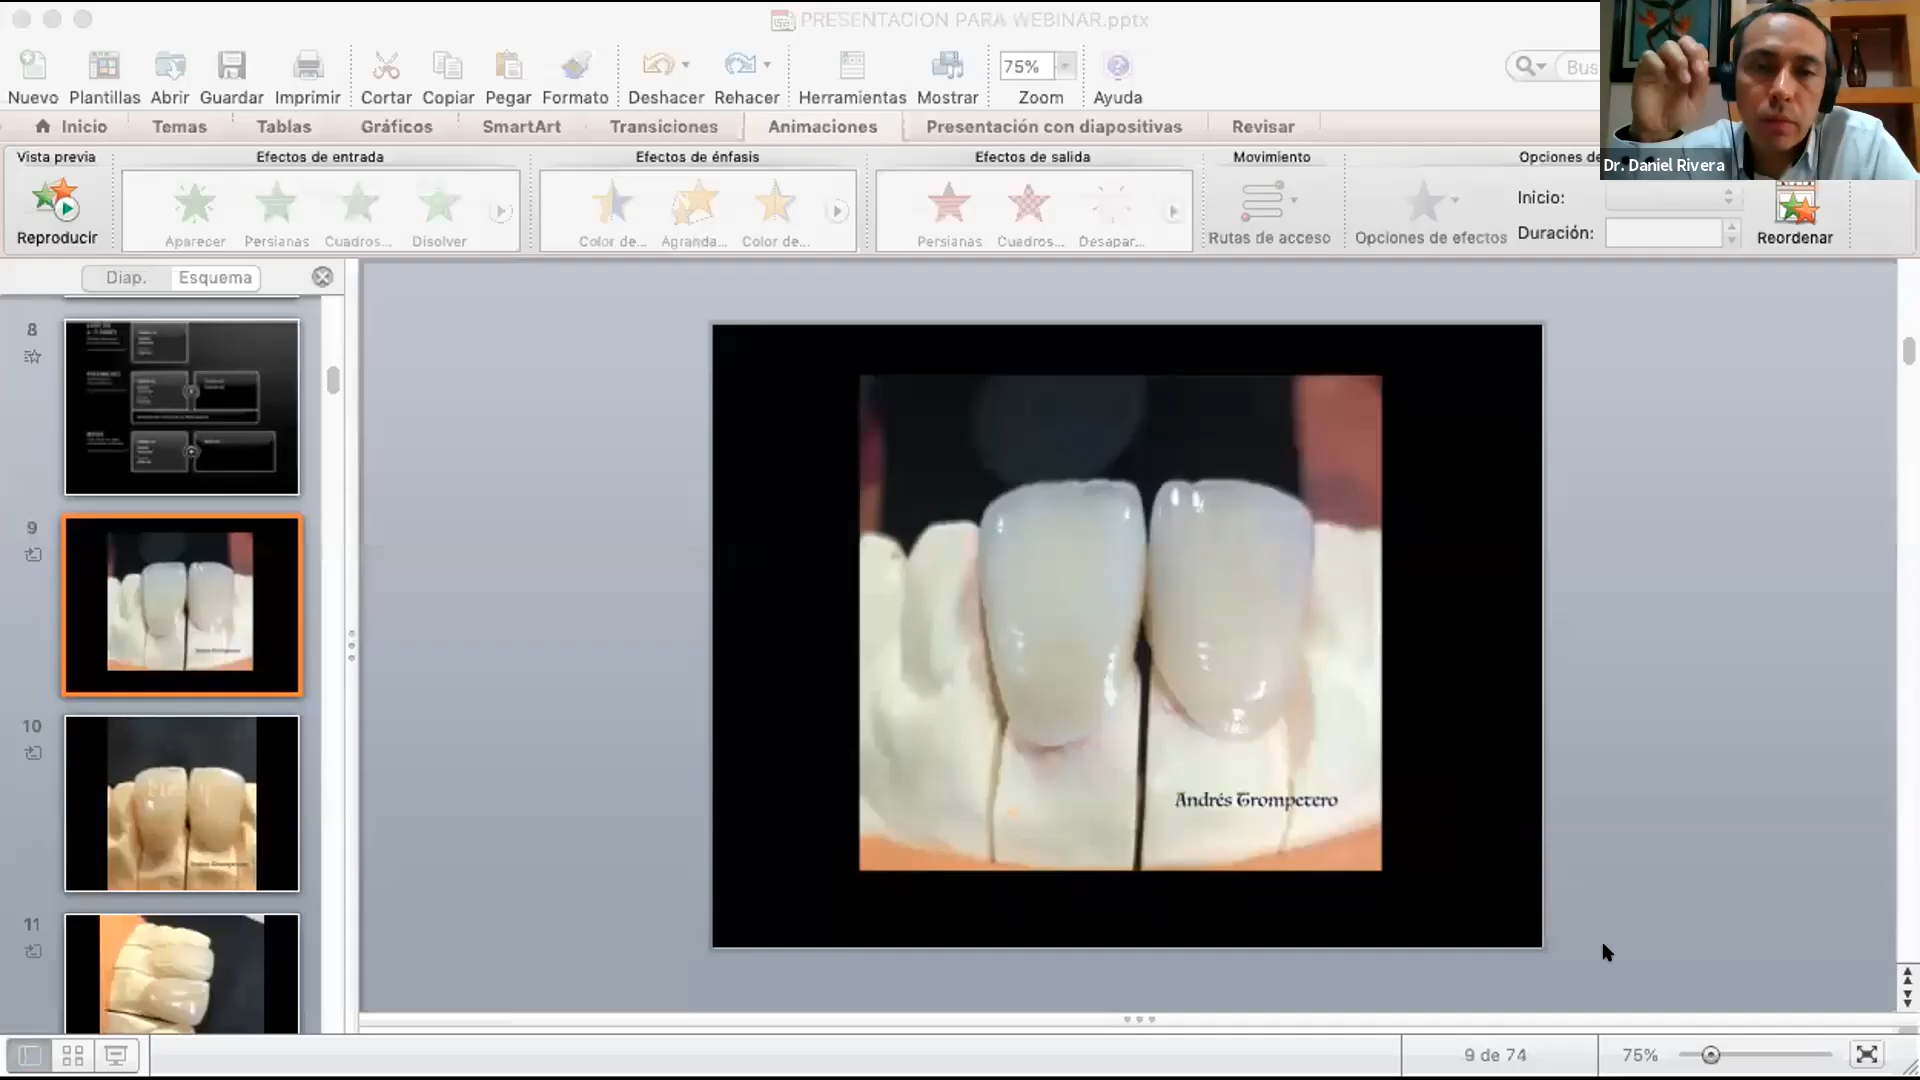 PRESENTACION PARA WEBINAR.pptx
Nuevo Plantillas Abrir Guardar Imprimir Cortar Copiar Pegar Formato Deshacer Rehacer Herramientas Mostrar 75% Zoom Ayuda Bus
Inicio Temas Tablas Gráficos SmartArt Transiciones Animaciones Presentación con diapositivas Revisar
Vista previa Efectos de entrada Efectos de énfasis Efectos de salida Movimiento Opciones de
Dr. Daniel Rivera
Inicio:
Duración:
Reproducir Aparecer Persianas Cuadros... Disolver Color de... Agranda... Color de... Persianas Cuadros... Desapar... Rutas de acceso Opciones de efectos Reordenar
Diap. Esquema
8
9
10
11
Andrés Trompetero
9 de 74 75%